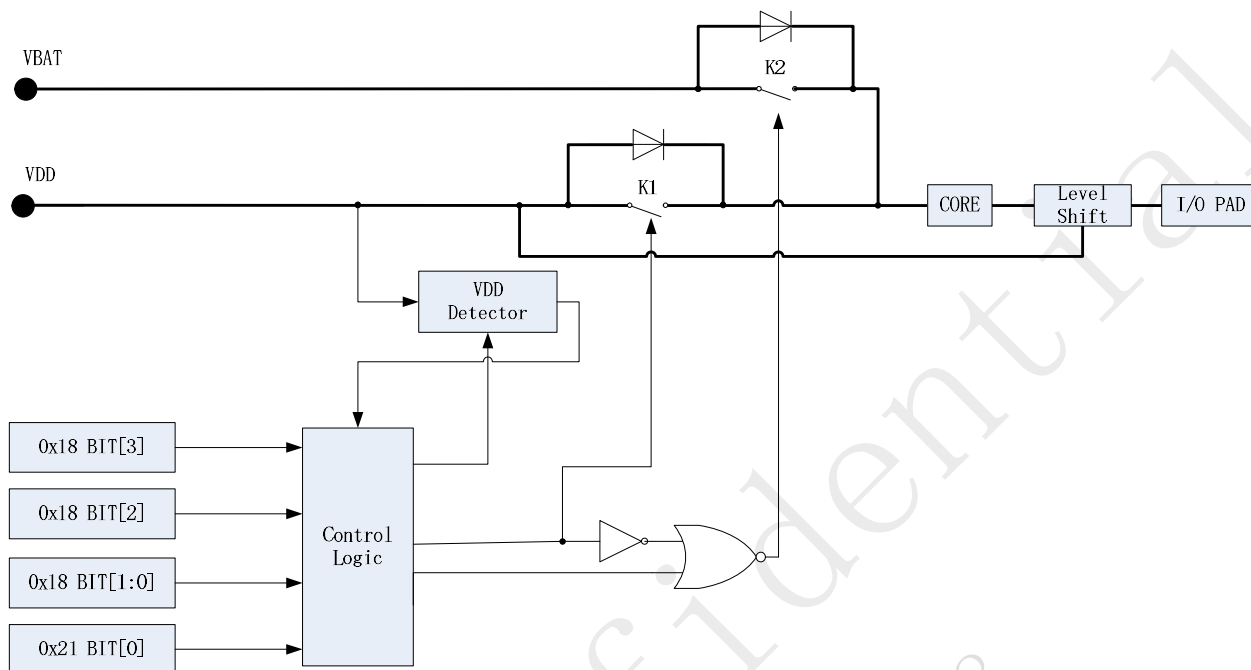 VBAT
K2
VDD
K1
CORE
Level
Shift
I/O PAD
VDD
Detector
0x18 BIT[3]
0x18 BIT[2]
Control
Logic
0x18 BIT[1:0]
0x21 BIT[0]
fidential